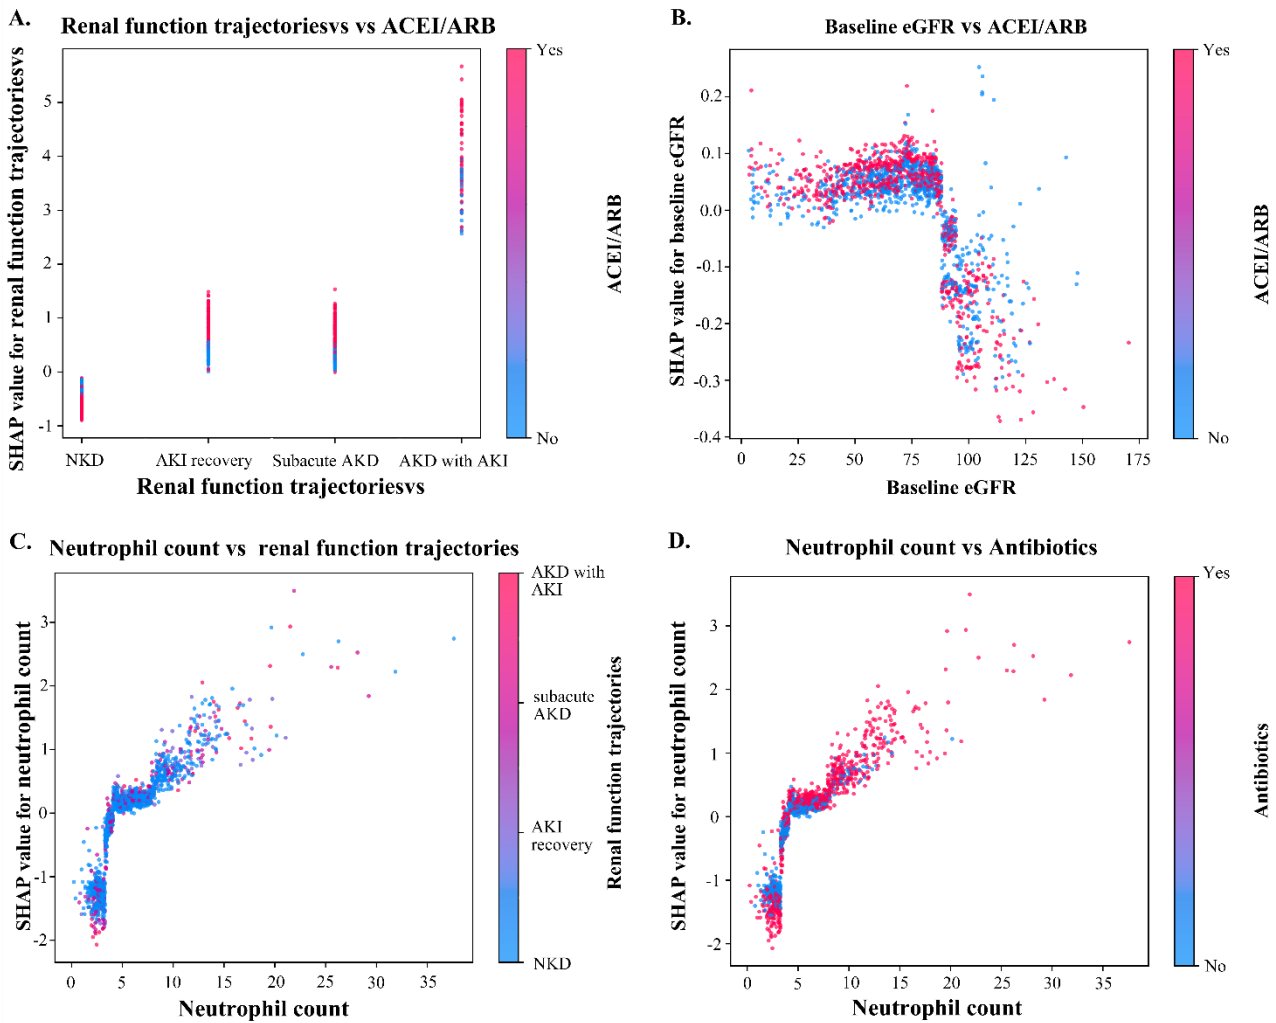 A.
Renal function trajectoriesvs vs ACEI/ARB
SHAP value for renal function trajectoriesvs
5
4
3
2
1
0
-1
NKD
AKI recovery
Subacute AKD
AKD with AKI
Renal function trajectoriesvs
Yes
No
ACEI/ARB
B.
Baseline eGFR vs ACEI/ARB
SHAP value for baseline eGFR
0.2
0.1
0.0
-0.1
-0.2
-0.3
-0.4
0
25
50
75
100
125
150
175
Baseline eGFR
Yes
No
ACEI/ARB
C.
Neutrophil count vs renal function trajectories
SHAP value for neutrophil count
3
2
1
0
-1
-2
0
5
10
15
20
25
30
35
Neutrophil count
AKD with
AKI
subacute
AKD
AKI
recovery
NKD
Renal function trajectories
D.
Neutrophil count vs Antibiotics
SHAP value for neutrophil count
3
2
1
0
-1
-2
0
5
10
15
20
25
30
35
Neutrophil count
Yes
No
Antibiotics